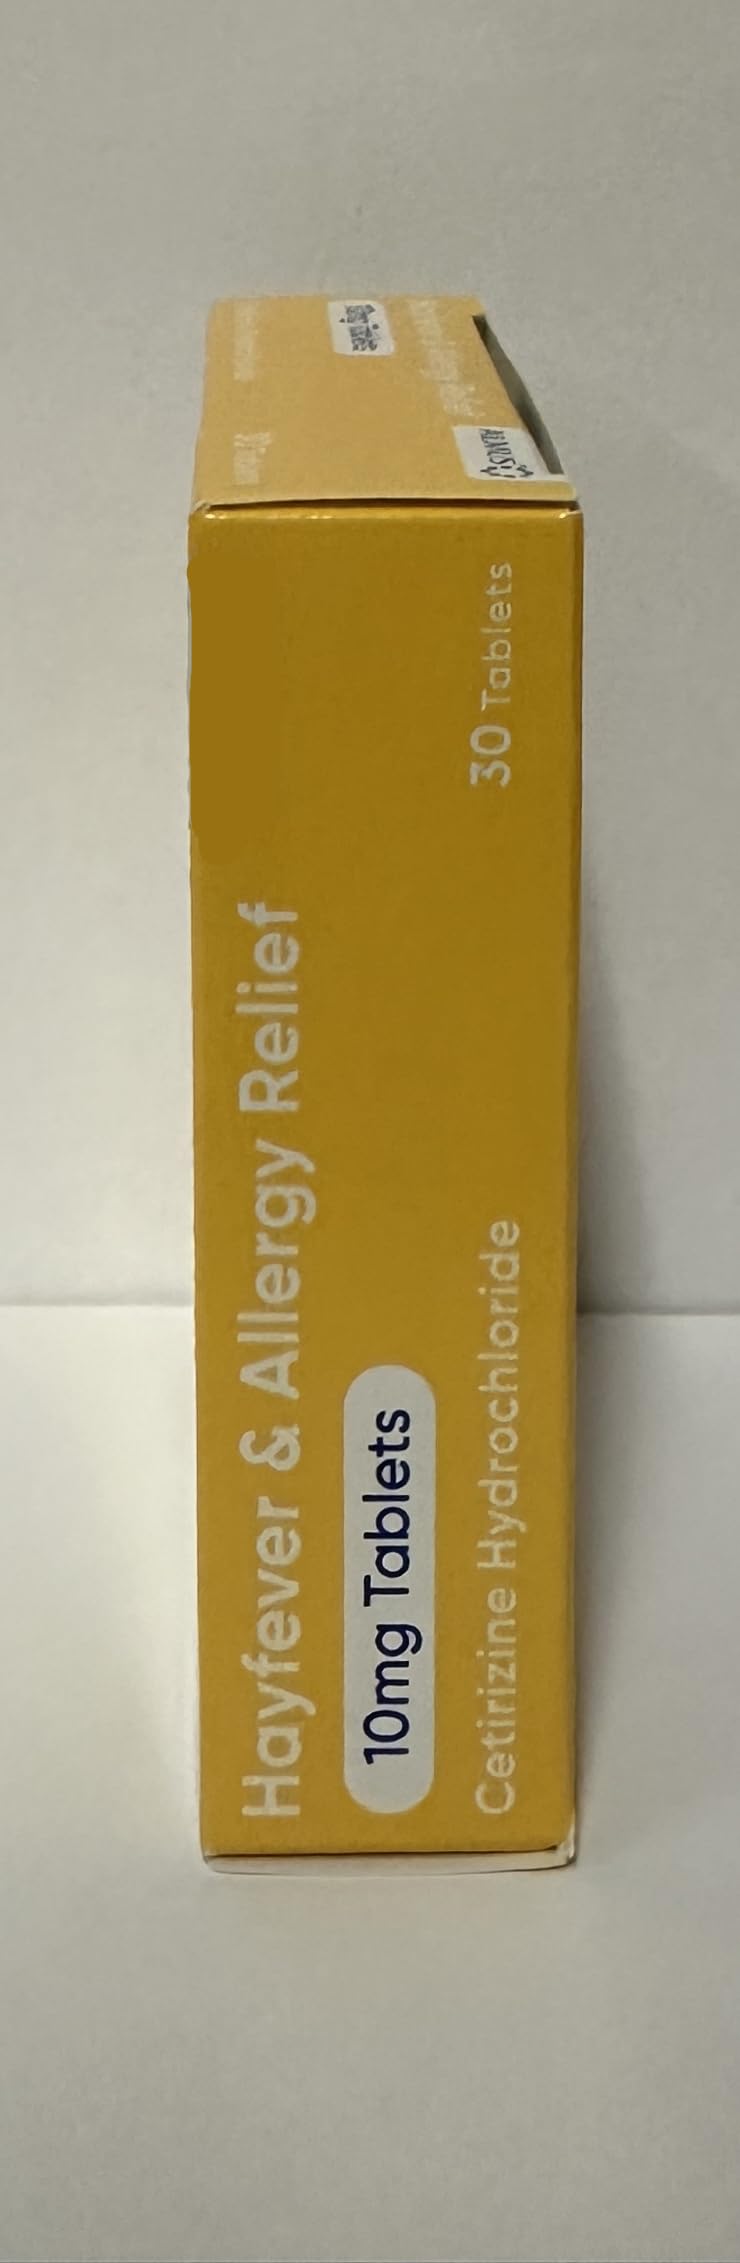 Hayfever & Allergy Relief
10mg Tablets
Cetirizine Hydrochloride
30 Tablets